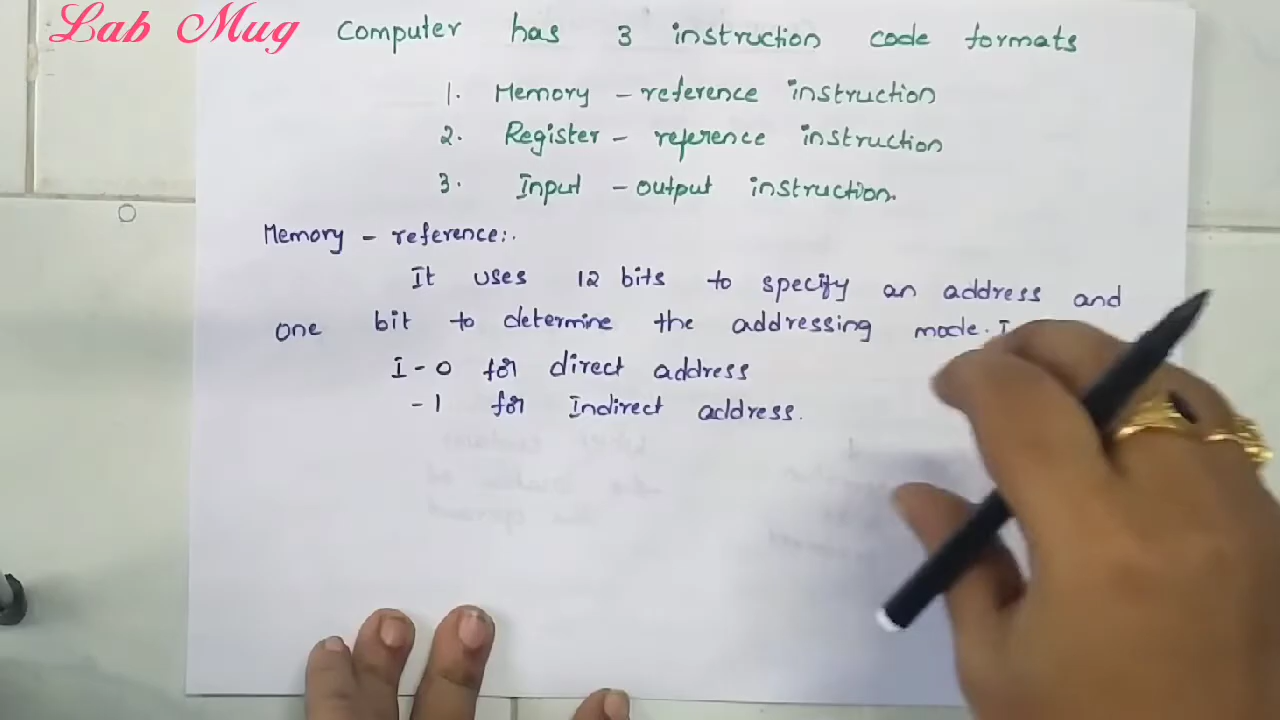 Lab Mug
Computer has 3 instruction code formats
1. Memory - reference instruction
2. Register - reference instruction
3. Input - output instruction.
Memory - reference:.
It uses 12 bits to specify an address and
one bit to determine the addressing mode. I
I - 0 for direct address
- 1 for Indirect address.